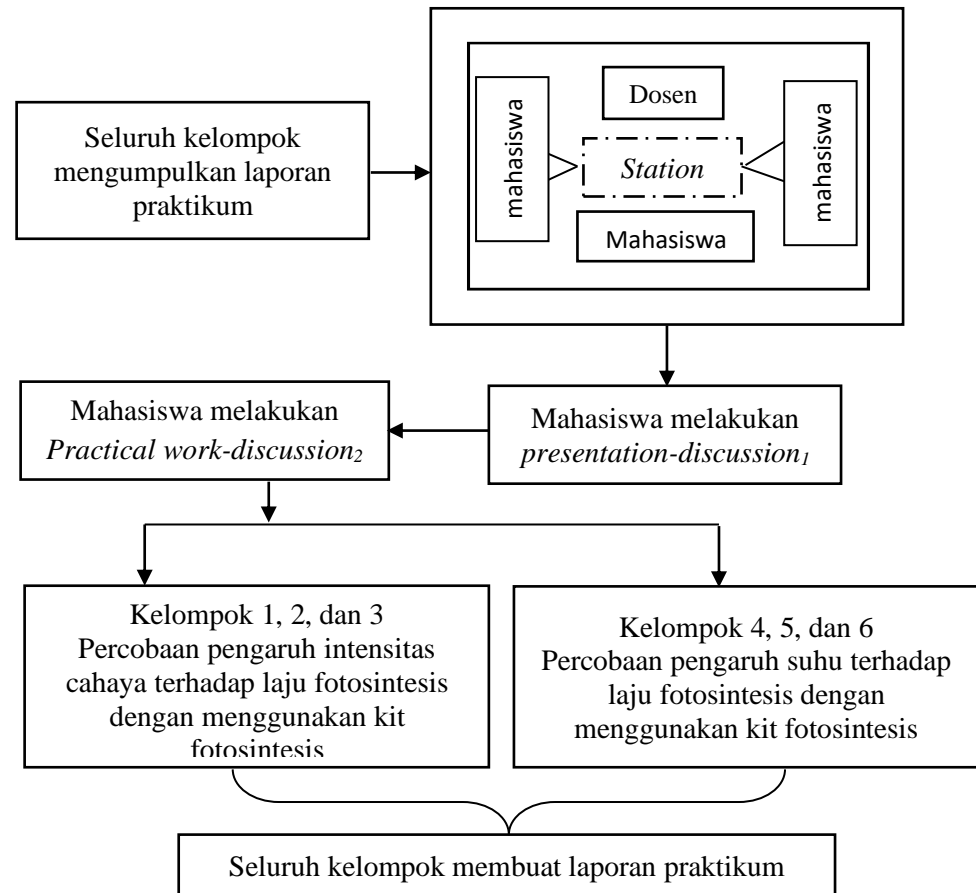 Seluruh kelompok
mengumpulkan laporan
praktikum
Dosen
mahasiswa
Station
mahasiswa
Mahasiswa
Mahasiswa melakukan
Practical work-discussion₂
Mahasiswa melakukan
presentation-discussion₁
Kelompok 1, 2, dan 3
Percobaan pengaruh intensitas
cahaya terhadap laju fotosintesis
dengan menggunakan kit
fotosintesis
Kelompok 4, 5, dan 6
Percobaan pengaruh suhu terhadap
laju fotosintesis dengan
menggunakan kit fotosintesis
Seluruh kelompok membuat laporan praktikum